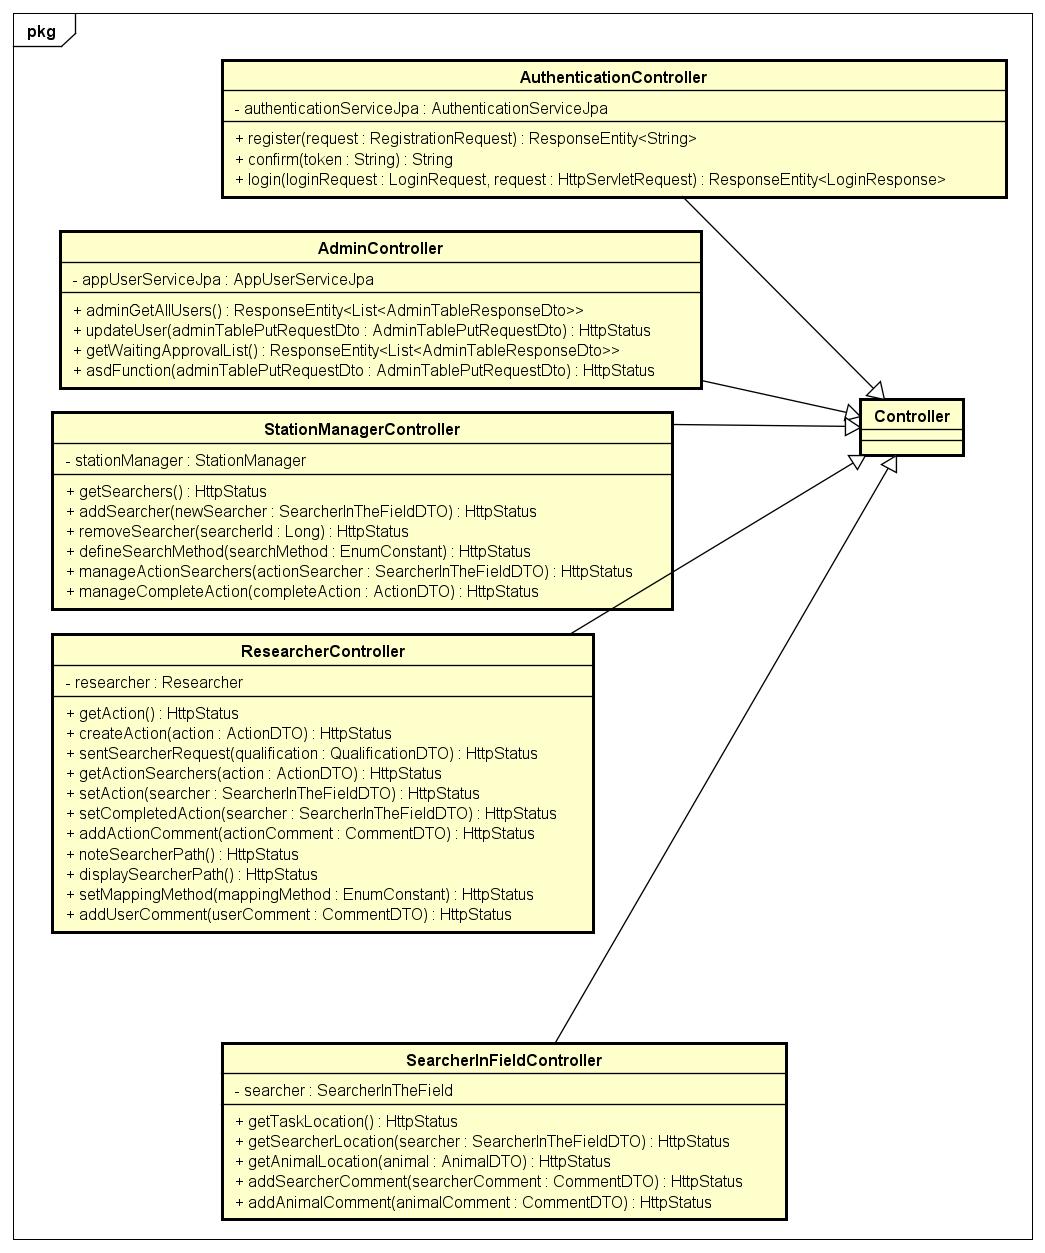 pkg
AuthenticationController
- authenticationServiceJpa : AuthenticationServiceJpa
+ register(request : RegistrationRequest) : ResponseEntity<String>
+ confirm(token : String) : String
+ login(loginRequest : LoginRequest, request : HttpServletRequest) : ResponseEntity<LoginResponse>
AdminController
- appUserServiceJpa : AppUserServiceJpa
+ adminGetAllUsers() : ResponseEntity<List<AdminTableResponseDto>>
+ updateUser(adminTablePutRequestDto : AdminTablePutRequestDto) : HttpStatus
+ getWaitingApprovalList() : ResponseEntity<List<AdminTableResponseDto>>
+ asdFunction(adminTablePutRequestDto : AdminTablePutRequestDto) : HttpStatus
Controller
StationManagerController
- stationManager : StationManager
+ getSearchers() : HttpStatus
+ addSearcher(newSearcher : SearcherInTheFieldDTO) : HttpStatus
+ removeSearcher(searcherId : Long) : HttpStatus
+ defineSearchMethod(searchMethod : EnumConstant) : HttpStatus
+ manageActionSearchers(actionSearcher : SearcherInTheFieldDTO) : HttpStatus
+ manageCompleteAction(completeAction : ActionDTO) : HttpStatus
ResearcherController
- researcher : Researcher
+ getAction() : HttpStatus
+ createAction(action : ActionDTO) : HttpStatus
+ sentSearcherRequest(qualification : QualificationDTO) : HttpStatus
+ getActionSearchers(action : ActionDTO) : HttpStatus
+ setAction(searcher : SearcherInTheFieldDTO) : HttpStatus
+ setCompletedAction(searcher : SearcherInTheFieldDTO) : HttpStatus
+ addActionComment(actionComment : CommentDTO) : HttpStatus
+ noteSearcherPath() : HttpStatus
+ displaySearcherPath() : HttpStatus
+ setMappingMethod(mappingMethod : EnumConstant) : HttpStatus
+ addUserComment(userComment : CommentDTO) : HttpStatus
SearcherInFieldController
- searcher : SearcherInTheField
+ getTaskLocation() : HttpStatus
+ getSearcherLocation(searcher : SearcherInTheFieldDTO) : HttpStatus
+ getAnimalLocation(animal : AnimalDTO) : HttpStatus
+ addSearcherComment(searcherComment : CommentDTO) : HttpStatus
+ addAnimalComment(animalComment : CommentDTO) : HttpStatus